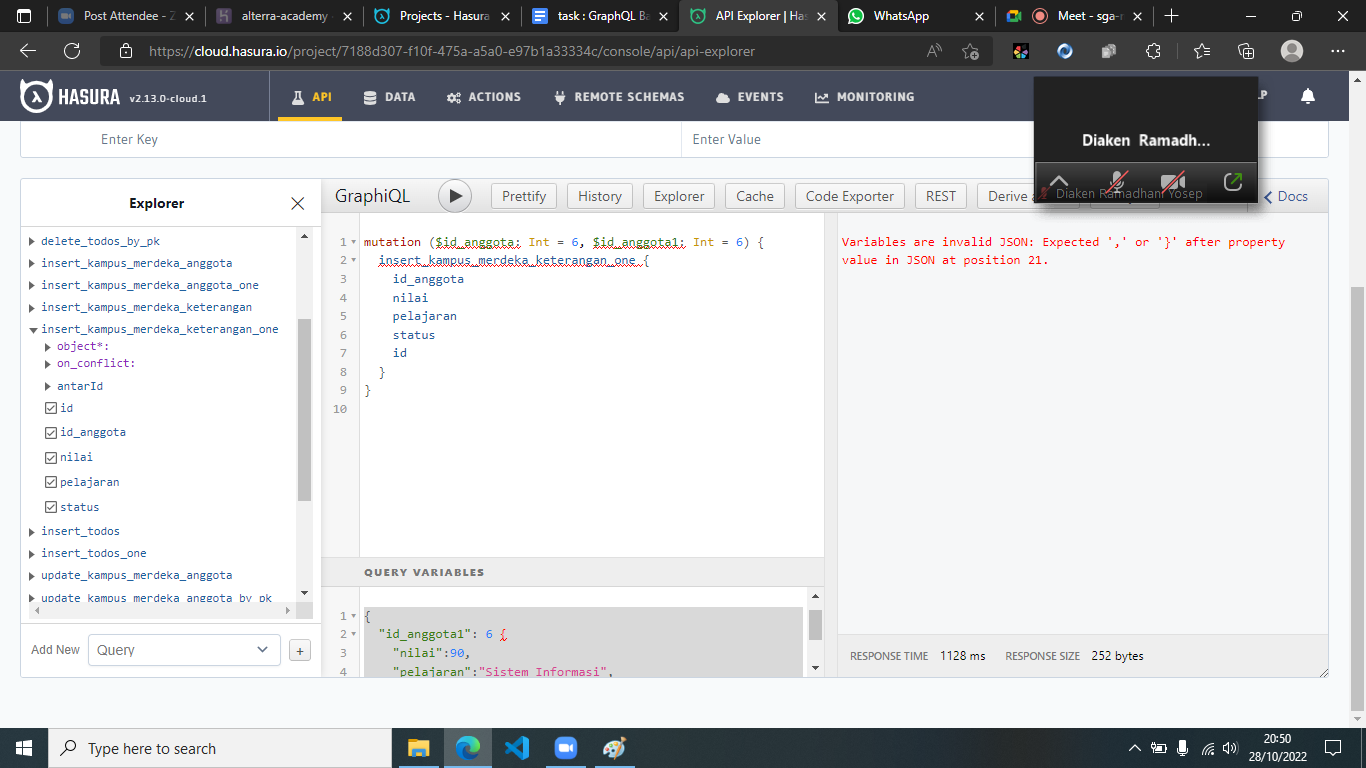 Post Attendee - Z
alterra-academy
Projects - Hasura
task : GraphQL Ba
API Explorer | Has
WhatsApp
Meet - sga-r
https://cloud.hasura.io/project/7188d307-f10f-475a-a5a0-e97b1a33334c/console/api/api-explorer
HASURA v2.13.0-cloud.1
API
DATA
ACTIONS
REMOTE SCHEMAS
EVENTS
MONITORING
LP
Enter Key
Enter Value
Diaken Ramadh...
Diaken Ramadhani Yosep
Explorer
GraphiQL
Prettify
History
Explorer
Cache
Code Exporter
REST
Derive a
Docs
delete_todos_by_pk
insert_kampus_merdeka_anggota
insert_kampus_merdeka_anggota_one
insert_kampus_merdeka_keterangan
insert_kampus_merdeka_keterangan_one
object*:
on_conflict:
antarId
id
id_anggota
nilai
pelajaran
status
insert_todos
insert_todos_one
update_kampus_merdeka_anggota
update_kampus_merdeka_anggota_by_pk
Add New
Query
+
1 mutation ($id_anggota: Int = 6, $id_anggota1: Int = 6) {
2 insert_kampus_merdeka_keterangan_one {
3 id_anggota
4 nilai
5 pelajaran
6 status
7 id
8 }
9 }
10
QUERY VARIABLES
1 {
2 "id_anggota1": 6 {
3 "nilai":90,
4 "pelajaran":"Sistem Informasi",
Variables are invalid JSON: Expected ',' or '}' after property
value in JSON at position 21.
RESPONSE TIME 1128 ms RESPONSE SIZE 252 bytes
Type here to search
20:50
28/10/2022